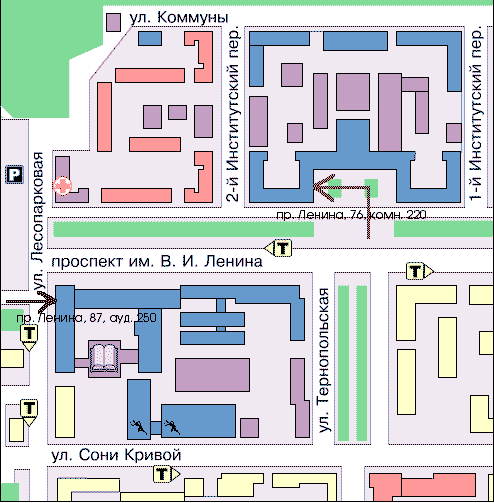 ул. Коммуны
2-й Институтский пер.
1-й Институтский пер.
P
ул. Лесопарковая
пр. Ленина, 76, комн. 220
Т
проспект им. В. И. Ленина
Т
пр. Ленина, 87, ауд. 250
Т
ул. Тернопольская
Т
ул. Сони Кривой
Т